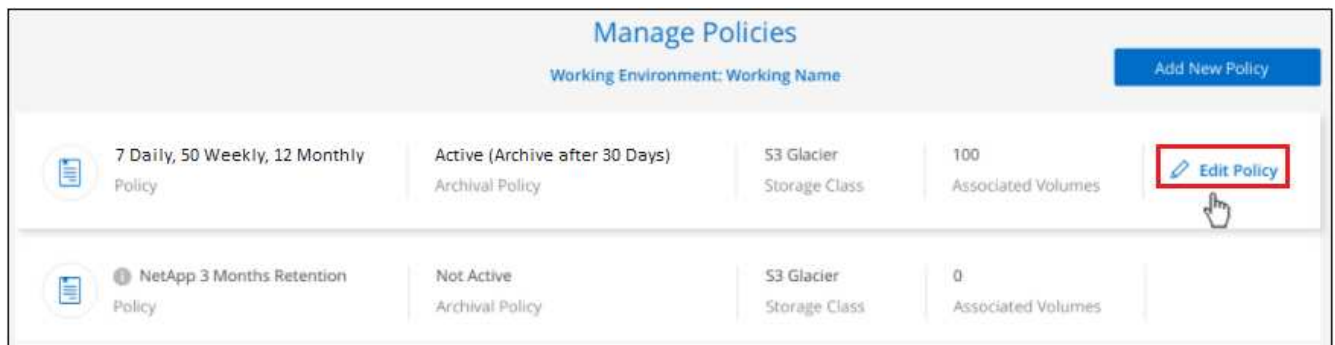 Manage Policies
Working Environment: Working Name
Add New Policy
7 Daily, 50 Weekly, 12 Monthly
Policy
Active (Archive after 30 Days)
Archival Policy
S3 Glacier
Storage Class
100
Associated Volumes
Edit Policy
NetApp 3 Months Retention
Policy
Not Active
Archival Policy
S3 Glacier
Storage Class
0
Associated Volumes